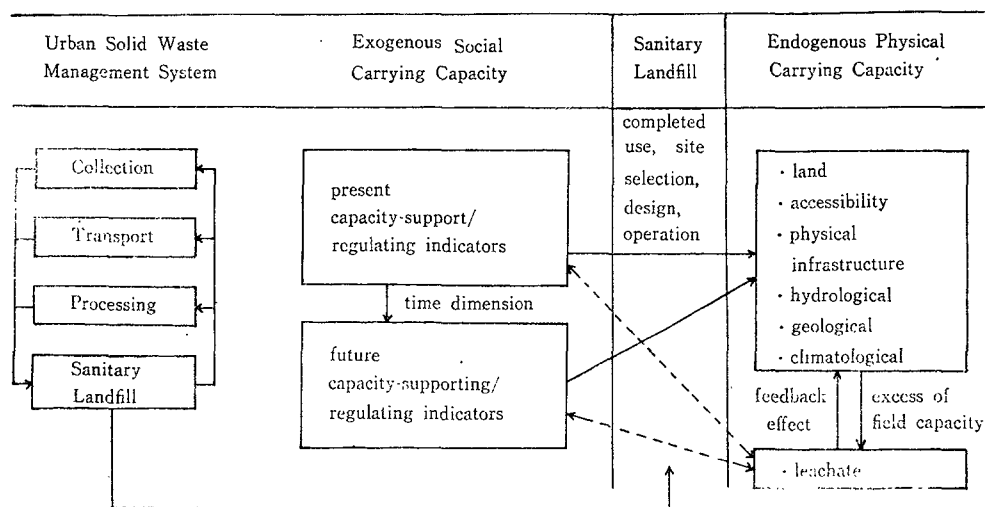 Urban Solid Waste
Management System
Exogenous Social
Carrying Capacity
Sanitary
Landfill
Endogenous Physical
Carrying Capacity
Collection
Transport
Processing
Sanitary
Landfill
present
capacity-support/
regulating indicators
time dimension
future
capacity-supporting/
regulating indicators
completed
use, site
selection,
design,
operation
· land
· accessibility
· physical
infrastructure
· hydrological
· geological
· climatological
feedback
effect
excess of
field capacity
· leachate